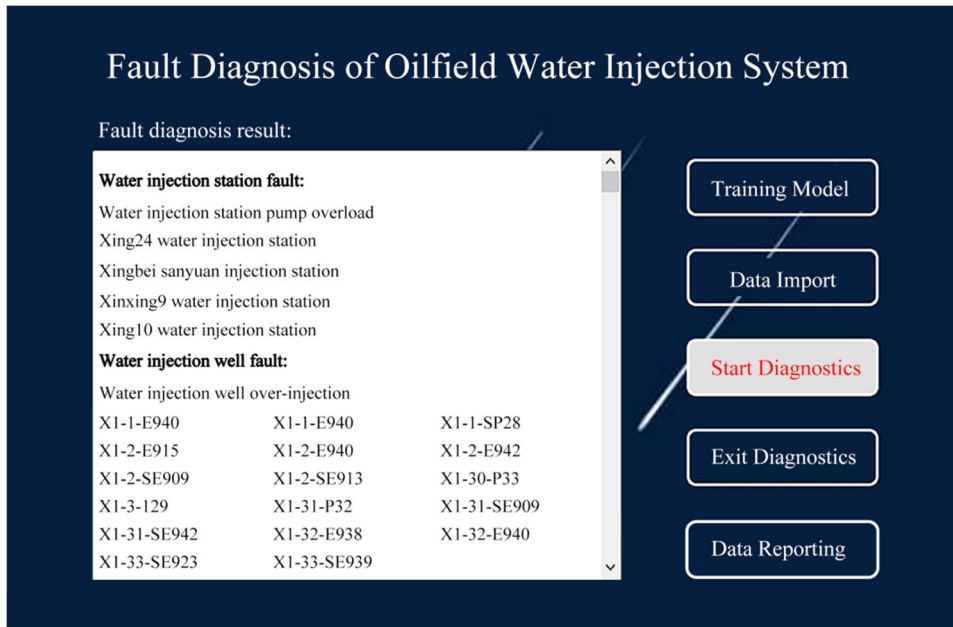 Fault Diagnosis of Oilfield Water Injection System
Fault diagnosis result:
Water injection station fault:
Water injection station pump overload
Xing24 water injection station
Xingbei sanyuan injection station
Xinxing9 water injection station
Xing10 water injection station
Water injection well fault:
Water injection well over-injection
X1-1-E940 X1-1-E940 X1-1-SP28
X1-2-E915 X1-2-E940 X1-2-E942
X1-2-SE909 X1-2-SE913 X1-30-P33
X1-3-129 X1-31-P32 X1-31-SE909
X1-31-SE942 X1-32-E938 X1-32-E940
X1-33-SE923 X1-33-SE939
Training Model
Data Import
Start Diagnostics
Exit Diagnostics
Data Reporting